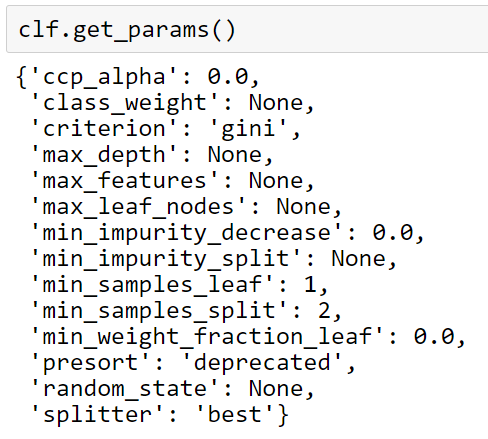 clf.get_params()
{'ccp_alpha': 0.0,
 'class_weight': None,
 'criterion': 'gini',
 'max_depth': None,
 'max_features': None,
 'max_leaf_nodes': None,
 'min_impurity_decrease': 0.0,
 'min_impurity_split': None,
 'min_samples_leaf': 1,
 'min_samples_split': 2,
 'min_weight_fraction_leaf': 0.0,
 'presort': 'deprecated',
 'random_state': None,
 'splitter': 'best'}